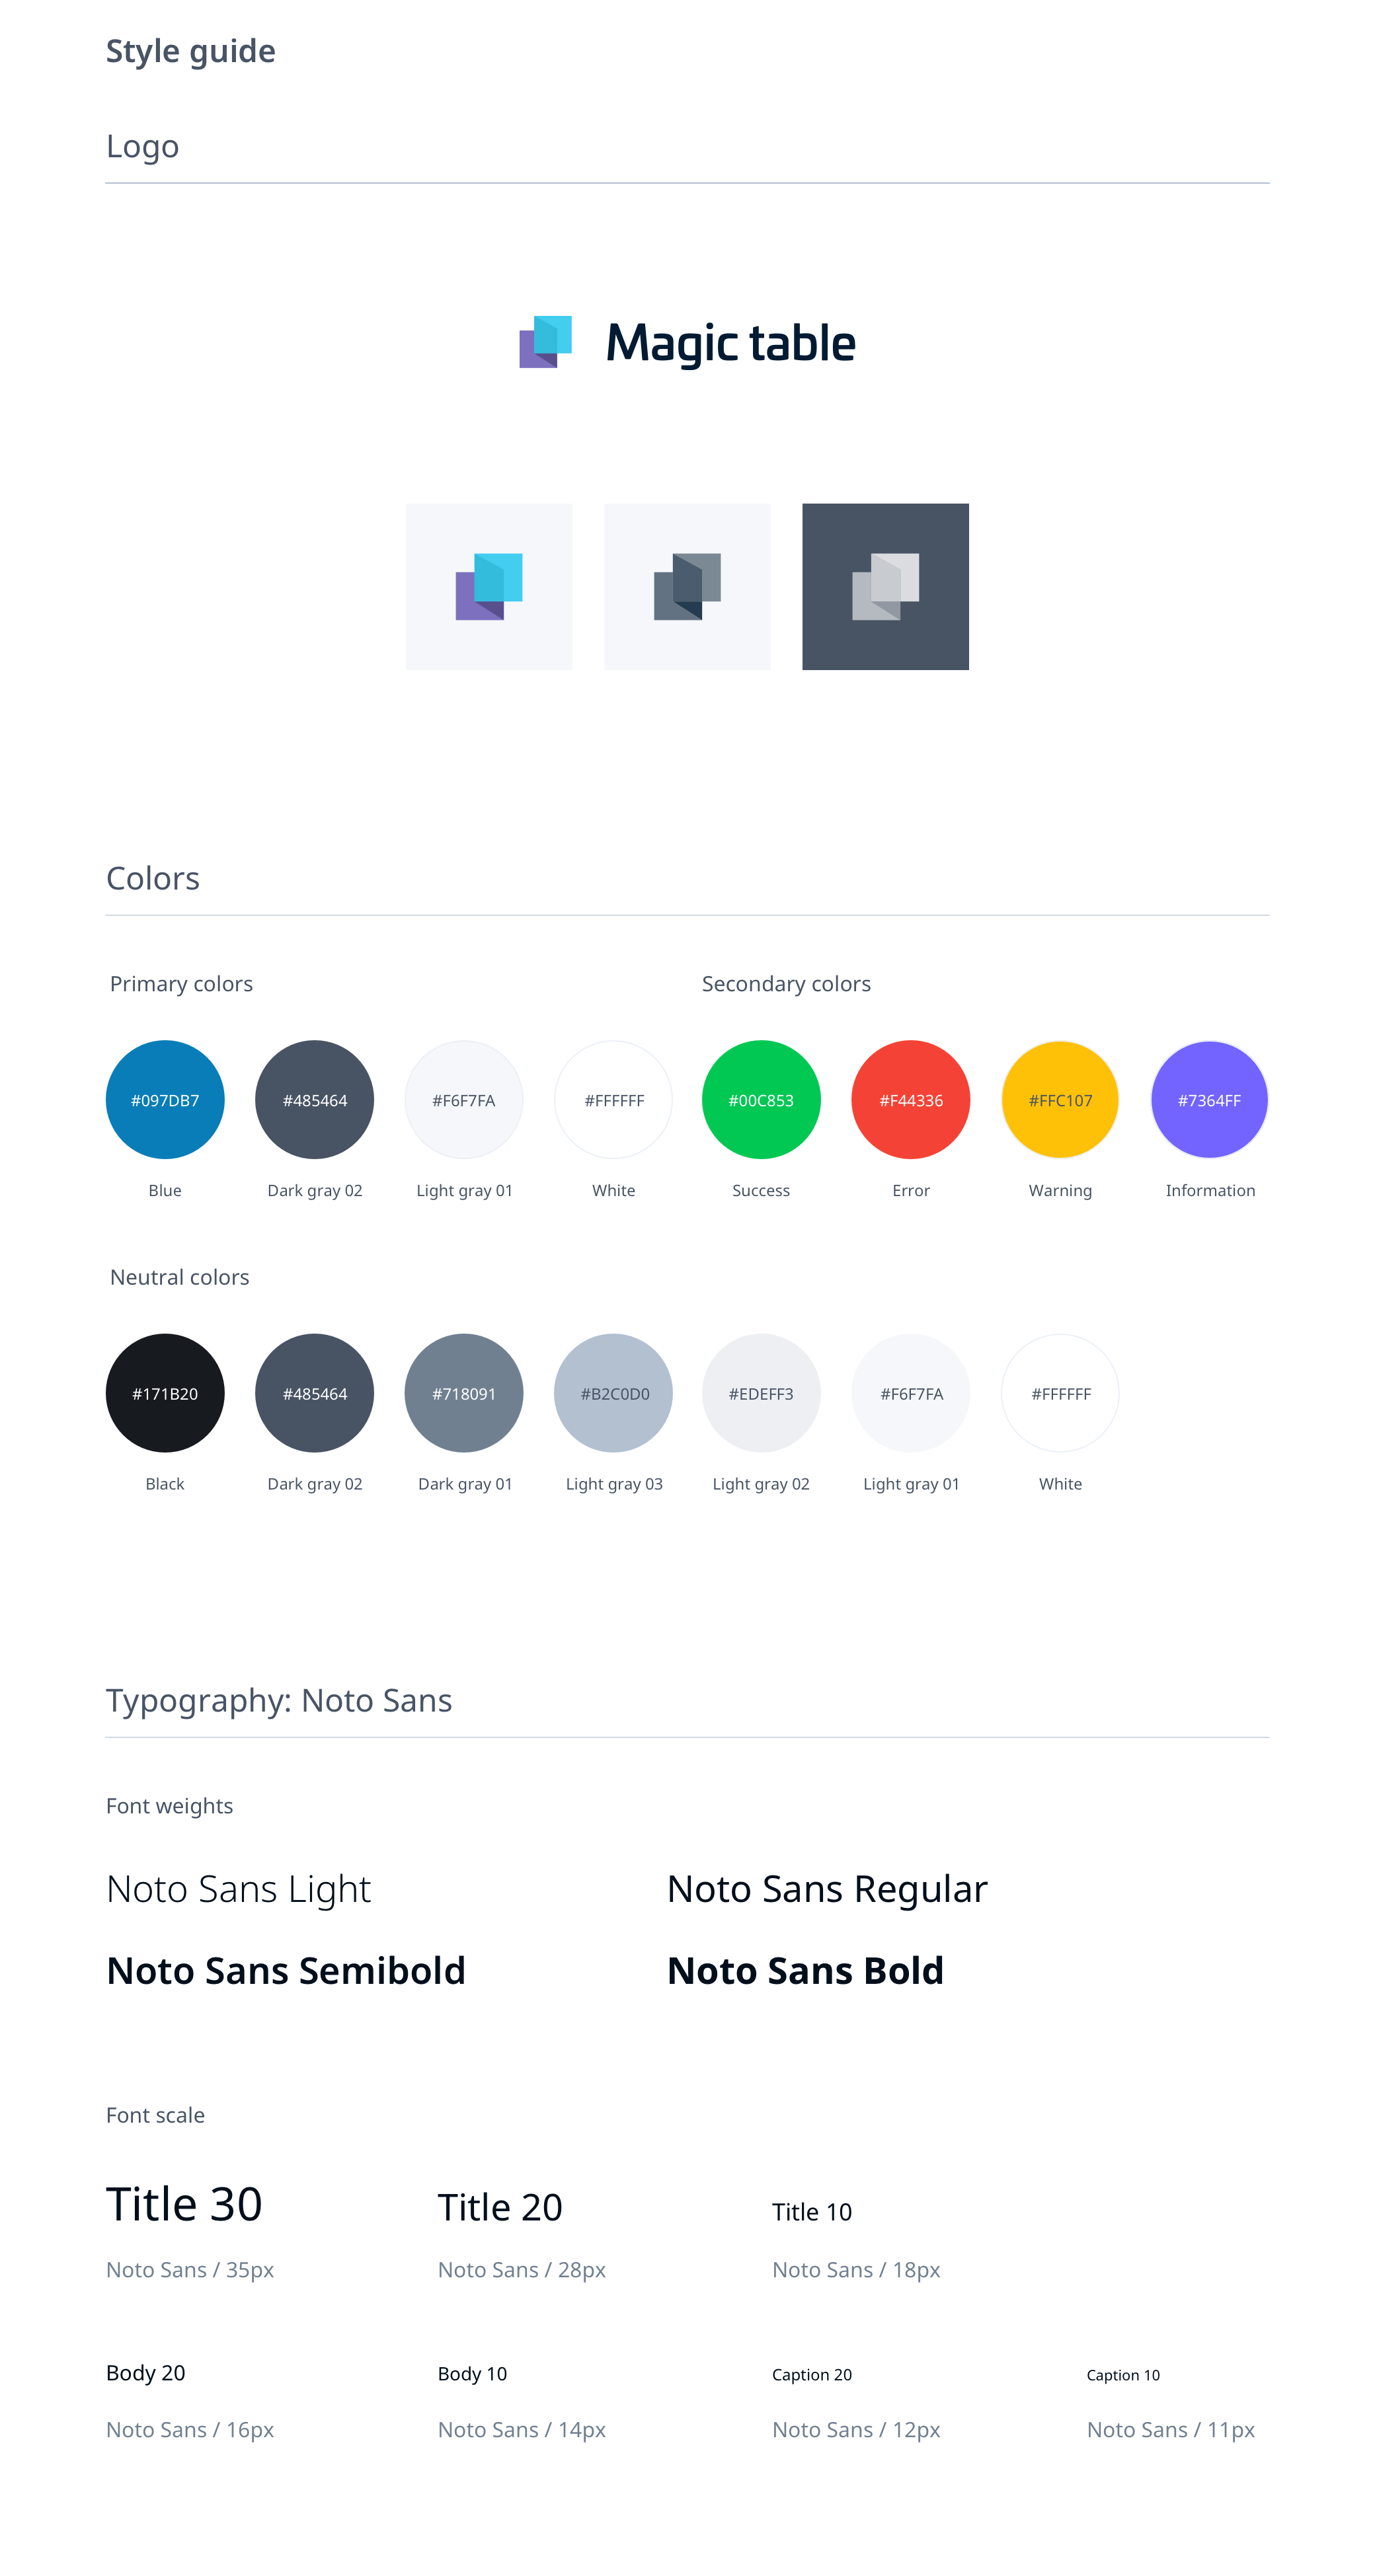 Style guide
Logo
Magic table
Colors
Primary colors
Secondary colors
#097DB7
#485464
#F6F7FA
#FFFFFF
#00C853
#F44336
#FFC107
#7364FF
Blue
Dark gray 02
Light gray 01
White
Success
Error
Warning
Information
Neutral colors
#171B20
#485464
#718091
#B2C0D0
#EDEFF3
#F6F7FA
#FFFFFF
Black
Dark gray 02
Dark gray 01
Light gray 03
Light gray 02
Light gray 01
White
Typography: Noto Sans
Font weights
Noto Sans Light
Noto Sans Regular
Noto Sans Semibold
Noto Sans Bold
Font scale
Title 30
Title 20
Title 10
Noto Sans / 35px
Noto Sans / 28px
Noto Sans / 18px
Body 20
Body 10
Caption 20
Caption 10
Noto Sans / 16px
Noto Sans / 14px
Noto Sans / 12px
Noto Sans / 11px